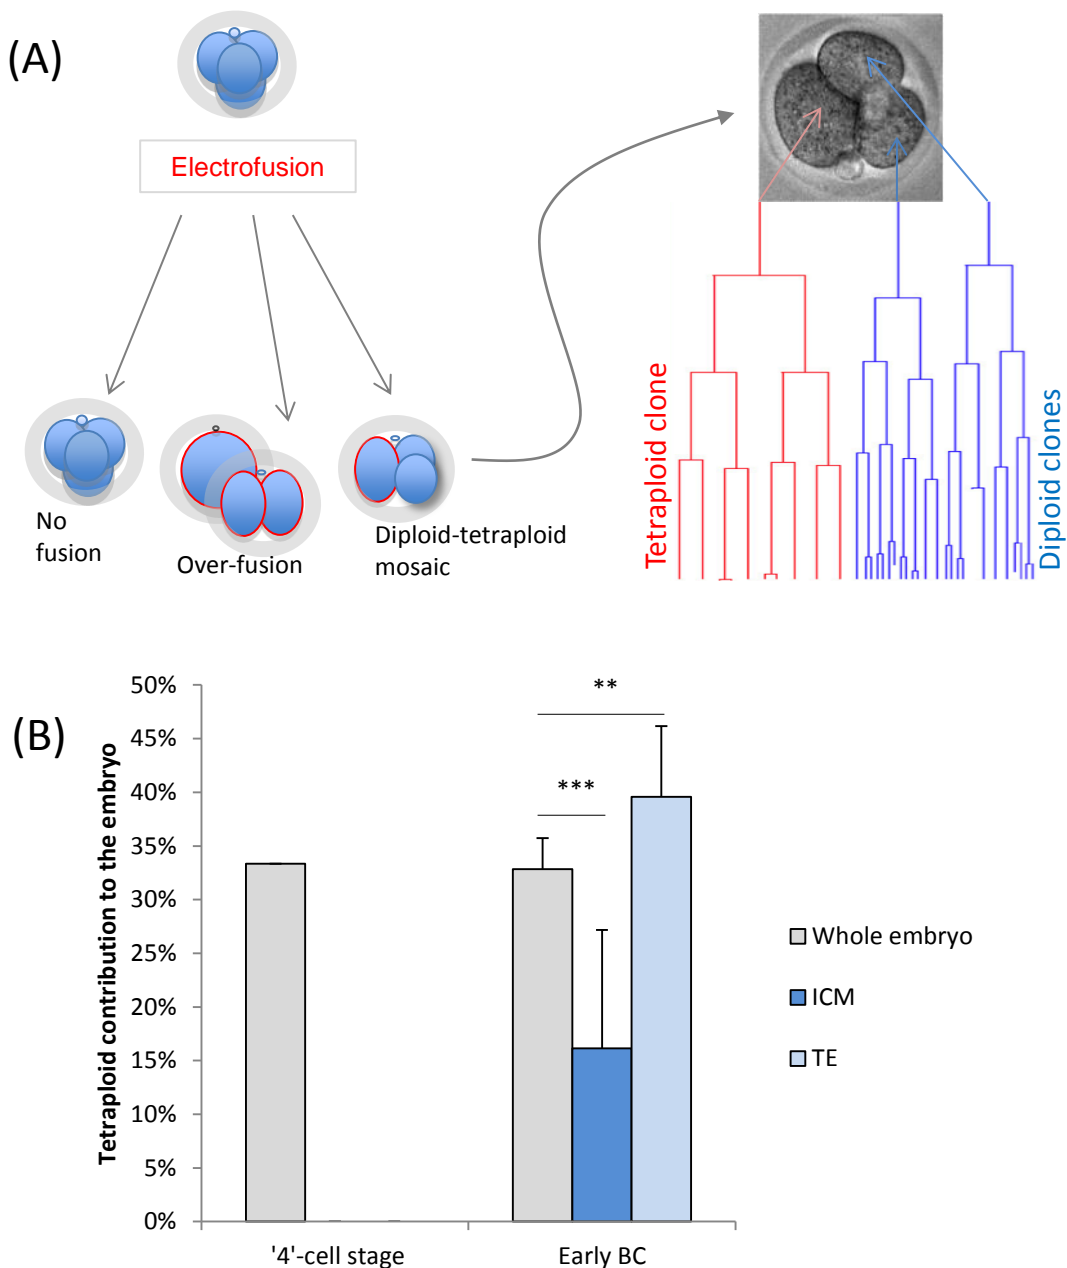 (A)
Electrofusion
No
fusion
Over-fusion
Diploid-tetraploid
mosaic
Tetraploid clone
Diploid clones
(B)
Tetraploid contribution to the embryo
50%
45%
40%
35%
30%
25%
20%
15%
10%
5%
0%
**
***
'4'-cell stage
Early BC
Whole embryo
ICM
TE